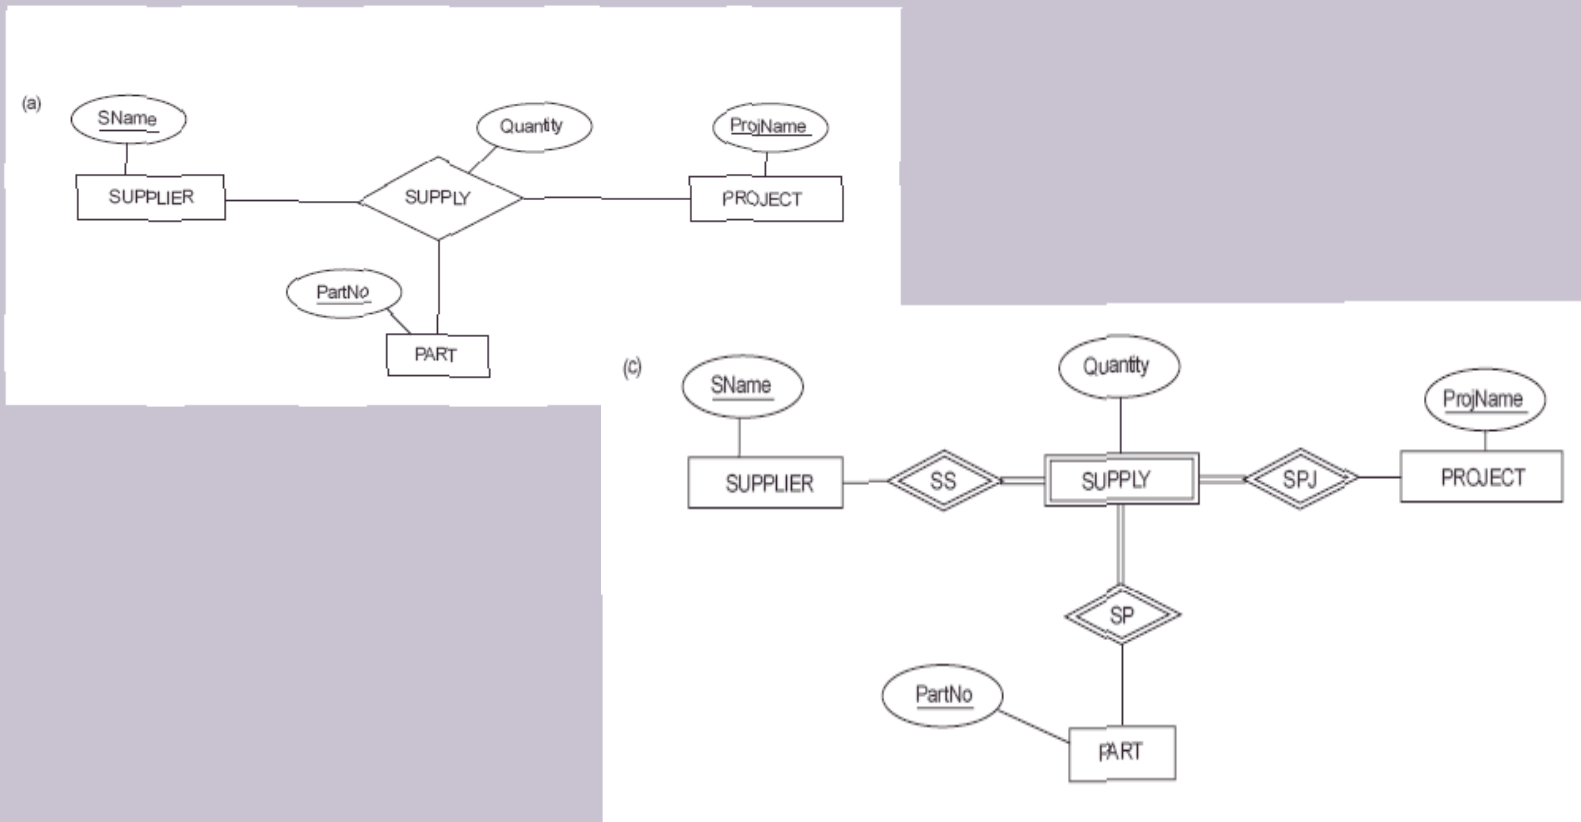 (a)
SName
Quantity
ProjName
SUPPLIER
SUPPLY
PROJECT
PartNo
PART
(c)
SName
Quantity
ProjName
SUPPLIER
SS
SUPPLY
SPJ
PROJECT
SP
PartNo
PART